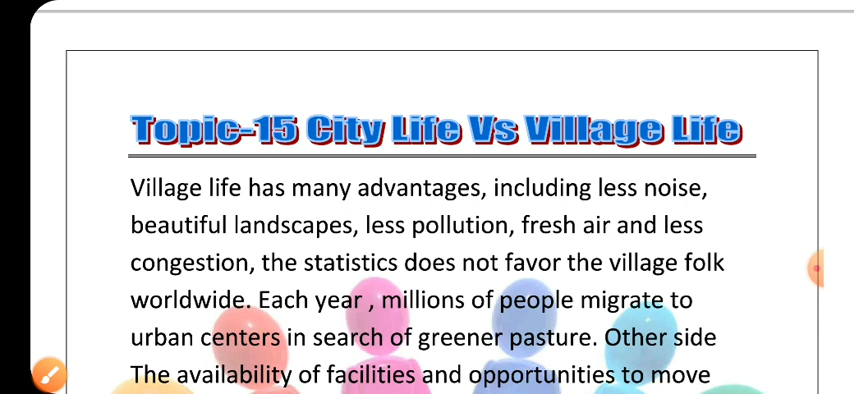 Topic-15 City Life Vs Village Life
Village life has many advantages, including less noise,
beautiful landscapes, less pollution, fresh air and less
congestion, the statistics does not favor the village folk
worldwide. Each year , millions of people migrate to
urban centers in search of greener pasture. Other side
The availability of facilities and opportunities to move